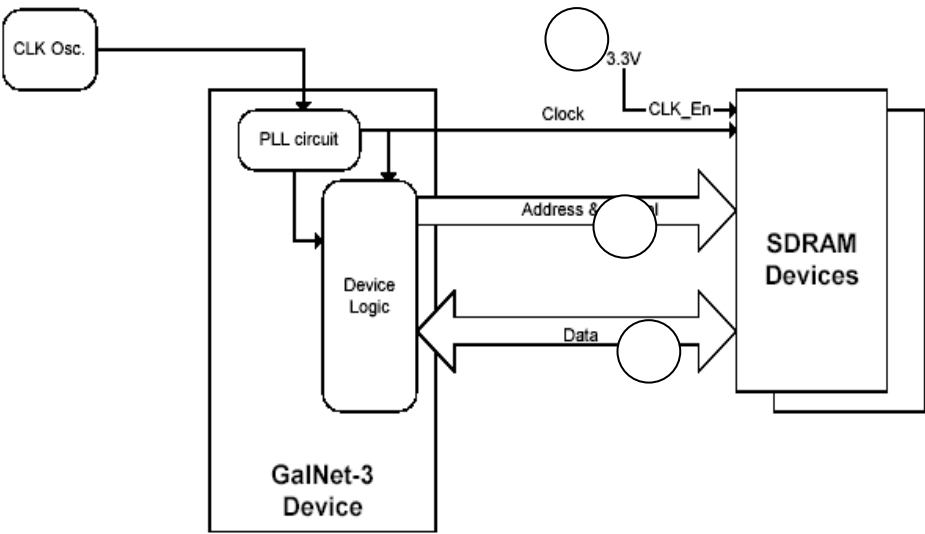 CLK Osc.
3.3V
CLK_En
Clock
PLL circuit
Address &
SDRAM
Devices
Device
Logic
Data
GalNet-3
Device